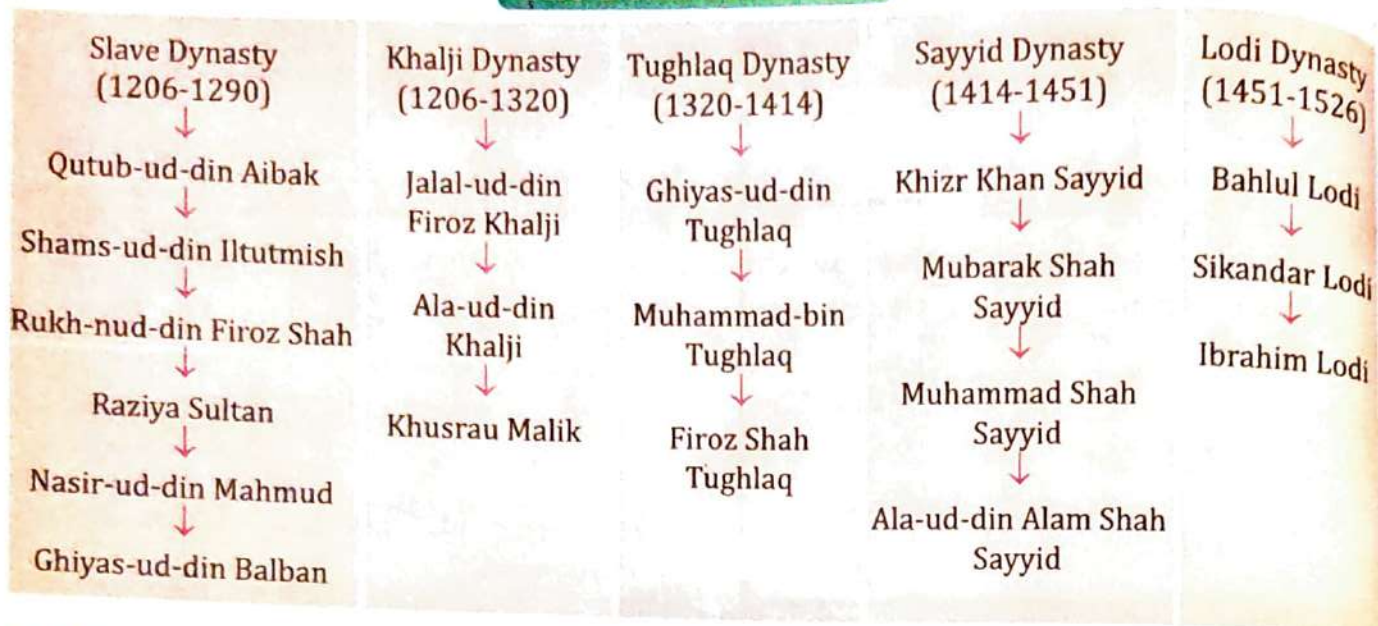 Slave Dynasty
(1206-1290)
Qutub-ud-din Aibak
Shams-ud-din Iltutmish
Rukh-nud-din Firoz Shah
Raziya Sultan
Nasir-ud-din Mahmud
Ghiyas-ud-din Balban
Khalji Dynasty
(1206-1320)
Jalal-ud-din
Firoz Khalji
Ala-ud-din
Khalji
Khusrau Malik
Tughlaq Dynasty
(1320-1414)
Ghiyas-ud-din
Tughlaq
Muhammad-bin
Tughlaq
Firoz Shah
Tughlaq
Sayyid Dynasty
(1414-1451)
Khizr Khan Sayyid
Mubarak Shah
Sayyid
Muhammad Shah
Sayyid
Ala-ud-din Alam Shah
Sayyid
Lodi Dynasty
(1451-1526)
Bahlul Lodi
Sikandar Lodi
Ibrahim Lodi